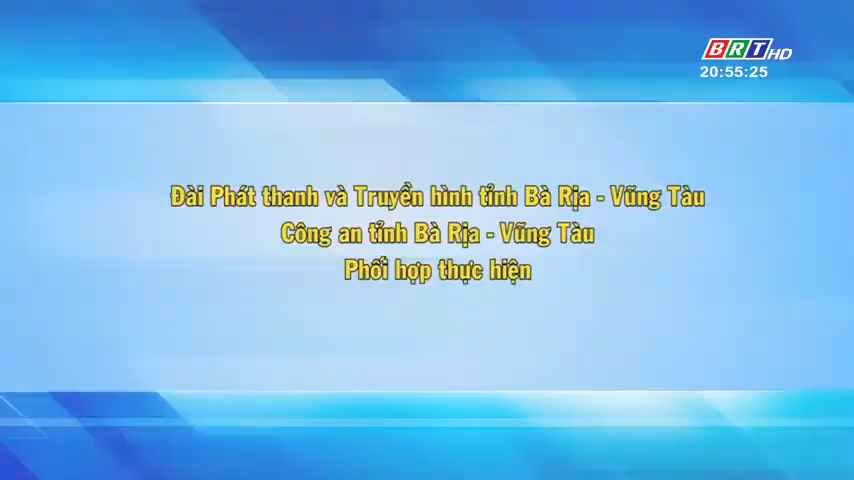 BRT HD
20:55:25
Đài Phát thanh và Truyền hình tỉnh Bà Rịa - Vũng Tàu
Công an tỉnh Bà Rịa - Vũng Tàu
Phối hợp thực hiện